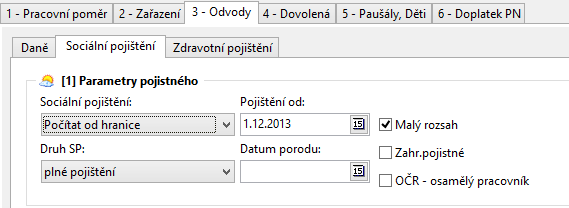 1 - Pracovní poměr 2 - Zařazení 3 - Odvody 4 - Dovolená 5 - Paušály, Děti 6 - Doplatek PN
Daně Sociální pojištění Zdravotní pojištění
[1] Parametry pojistného
Sociální pojištění: Pojištění od:
Počítat od hranice 1.12.2013 15 Malý rozsah
Druh SP: Datum porodu: Zahr.pojistné
plné pojištění 15 OČR - osamělý pracovník